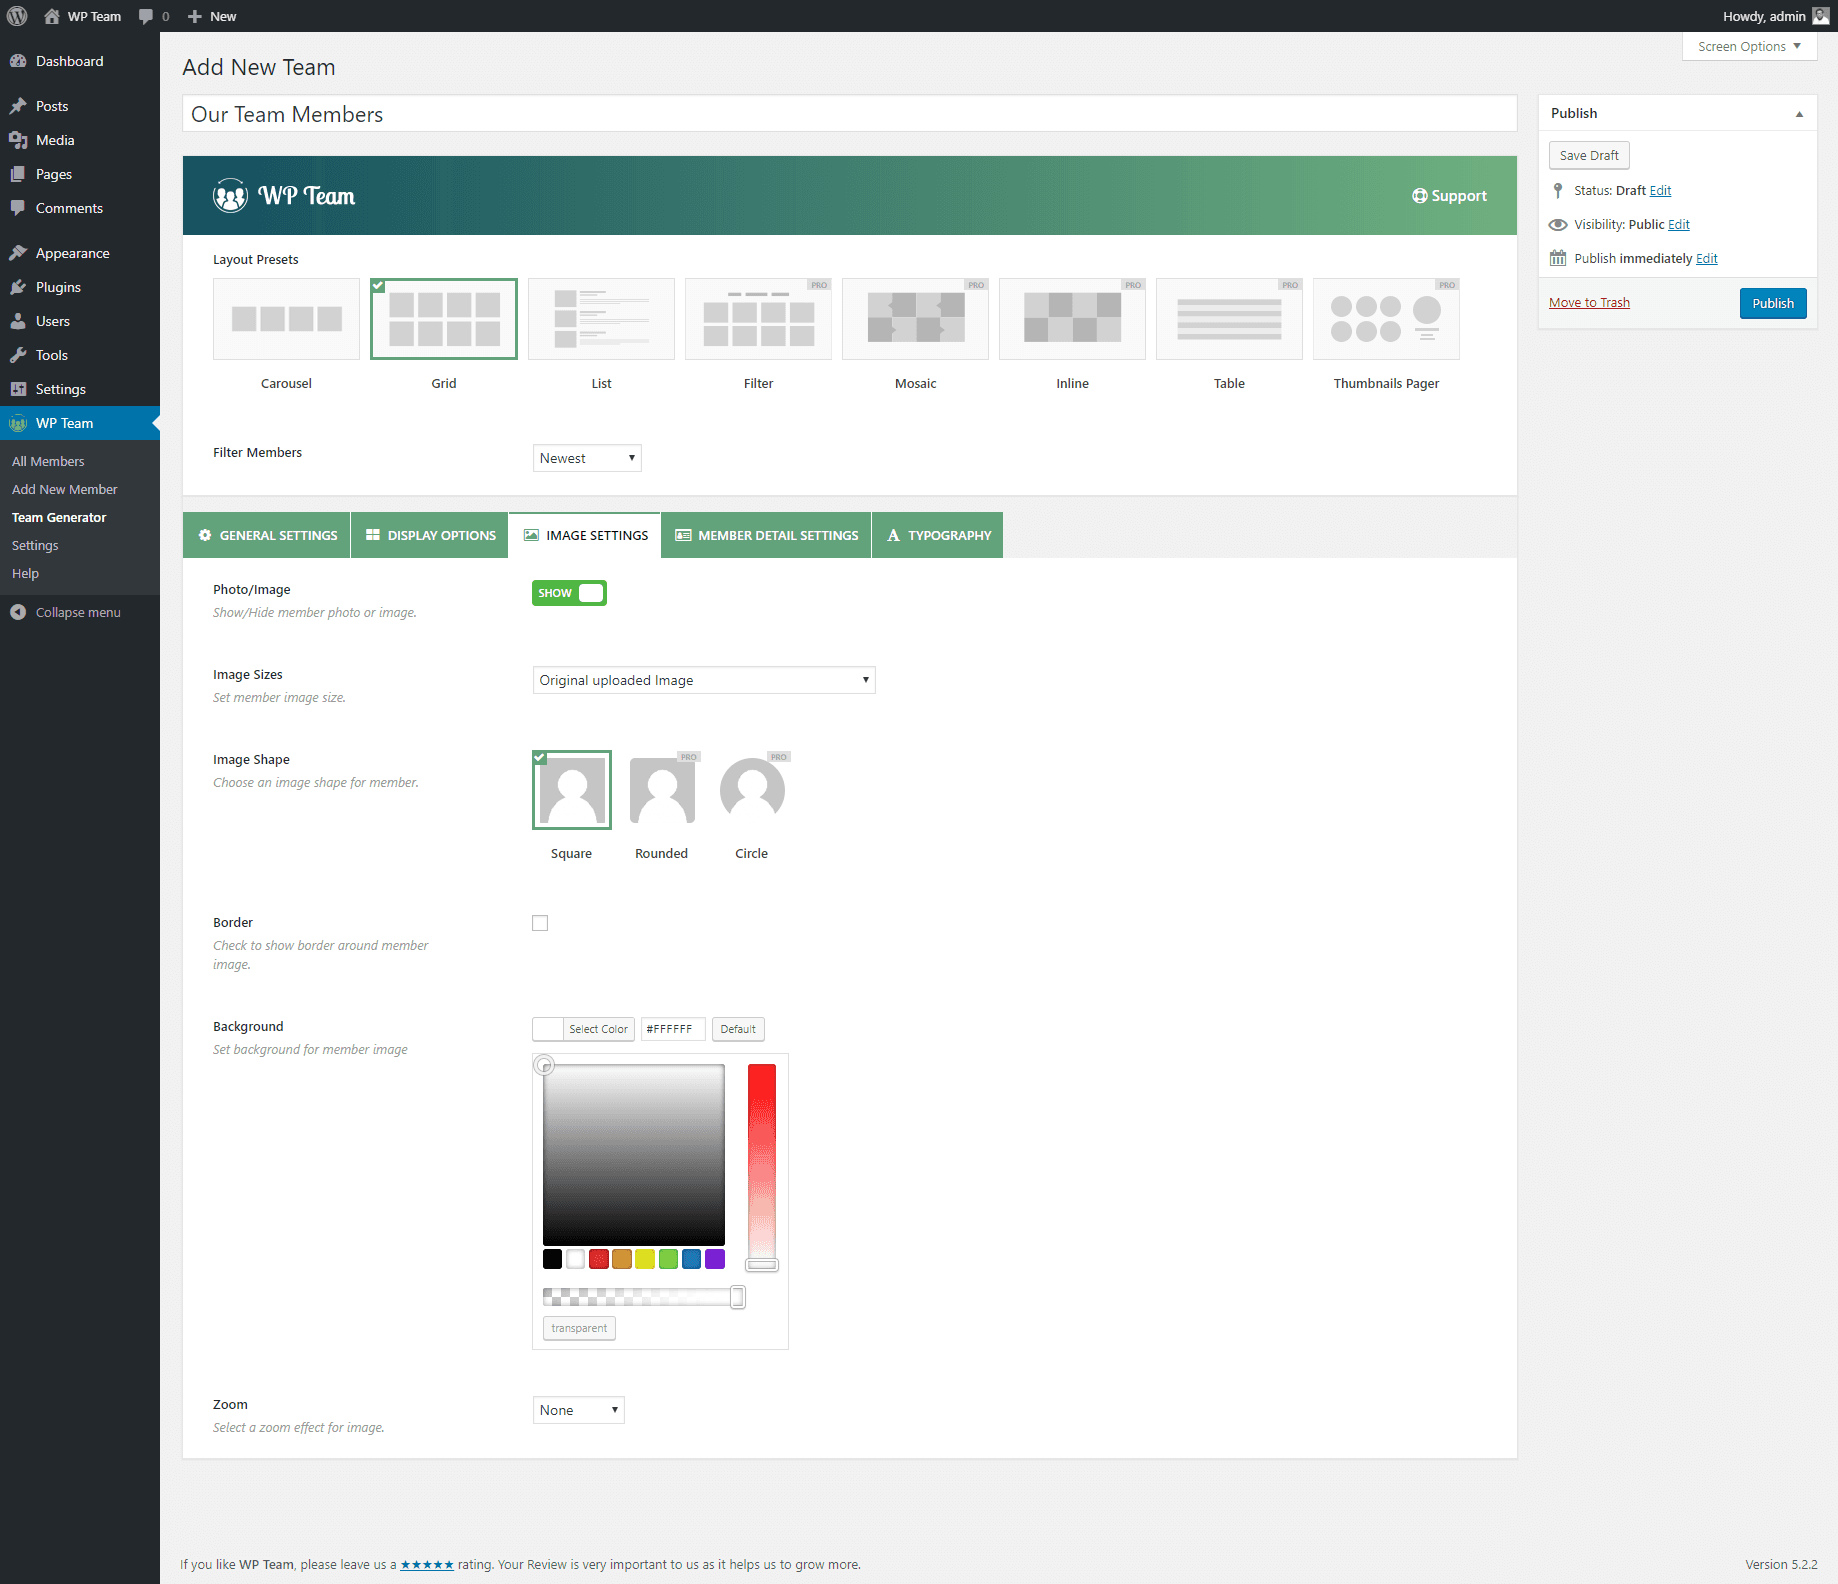 WP Team 0 New Howdy, admin
Screen Options
Dashboard
Posts
Media
Pages
Comments
Appearance
Plugins
Users
Tools
Settings
WP Team
All Members
Add New Member
Team Generator
Settings
Help
Collapse menu
Add New Team
Our Team Members
WP Team
Support
Layout Presets
PRO PRO PRO PRO PRO
Carousel Grid List Filter Mosaic Inline Table Thumbnails Pager
Filter Members Newest
GENERAL SETTINGS DISPLAY OPTIONS IMAGE SETTINGS MEMBER DETAIL SETTINGS TYPOGRAPHY
Photo/Image SHOW
Show/Hide member photo or image.
Image Sizes Original uploaded Image
Set member image size.
Image Shape PRO PRO
Choose an image shape for member.
Square Rounded Circle
Border
Check to show border around member
image.
Background Select Color #FFFFFF Default
Set background for member image
transparent
Zoom None
Select a zoom effect for image.
Publish
Save Draft
Status: Draft Edit
Visibility: Public Edit
Publish immediately Edit
Move to Trash Publish
If you like WP Team, please leave us a ★★★★★ rating. Your Review is very important to us as it helps us to grow more. Version 5.2.2